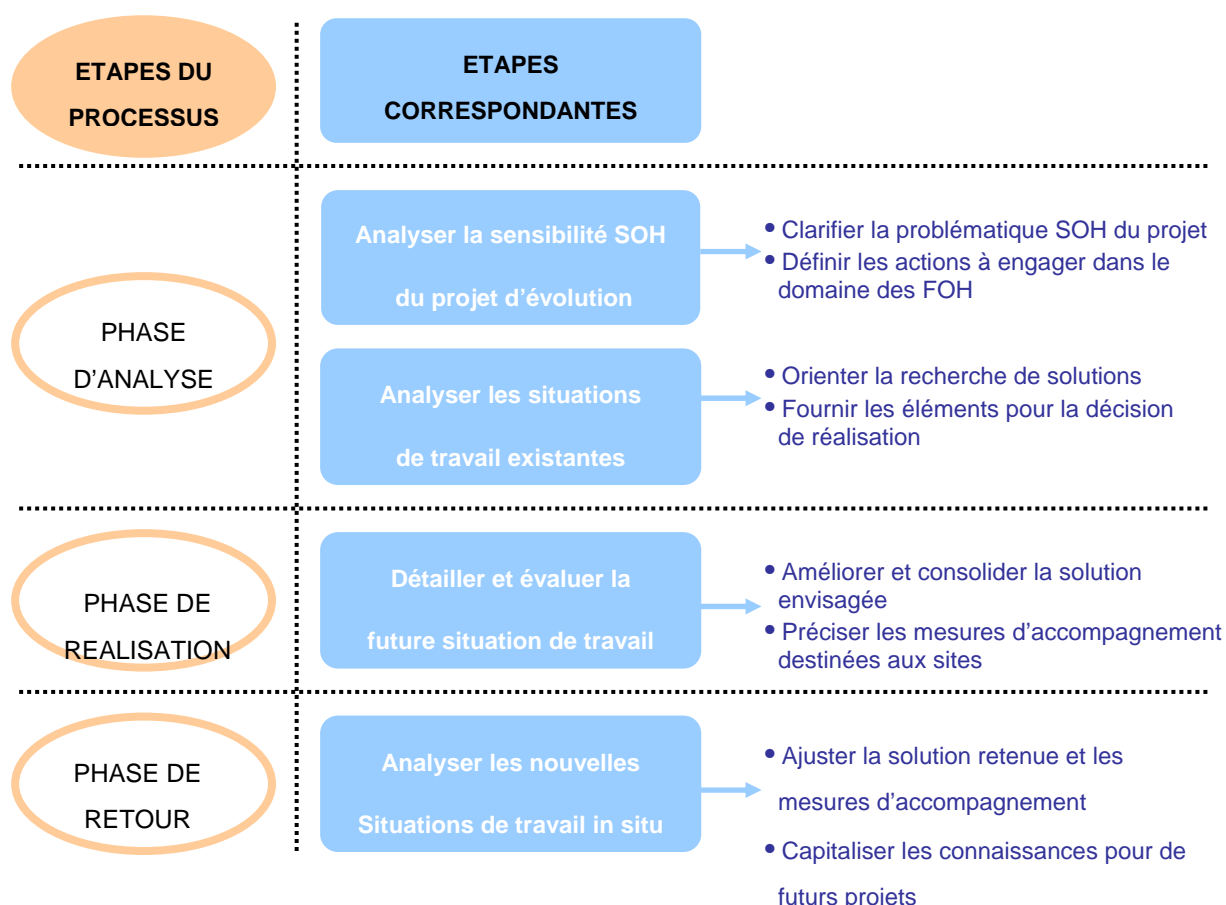 ETAPES DU
PROCESSUS
ETAPES
CORRESPONDANTES
PHASE
D'ANALYSE
Analyser la sensibilité SOH
du projet d'évolution
• Clarifier la problématique SOH du projet
• Définir les actions à engager dans le
domaine des FOH
Analyser les situations
de travail existantes
• Orienter la recherche de solutions
• Fournir les éléments pour la décision
de réalisation
PHASE DE
REALISATION
Détailler et évaluer la
future situation de travail
• Améliorer et consolider la solution
envisagée
• Préciser les mesures d'accompagnement
destinées aux sites
PHASE DE
RETOUR
Analyser les nouvelles
Situations de travail in situ
• Ajuster la solution retenue et les
mesures d'accompagnement
• Capitaliser les connaissances pour de
futurs projets